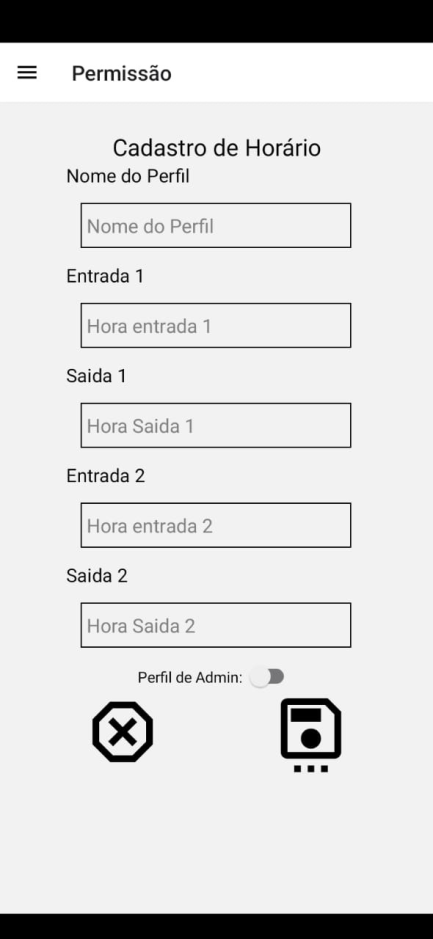 Permissão
Cadastro de Horário
Nome do Perfil
Nome do Perfil
Entrada 1
Hora entrada 1
Saida 1
Hora Saida 1
Entrada 2
Hora entrada 2
Saida 2
Hora Saida 2
Perfil de Admin: